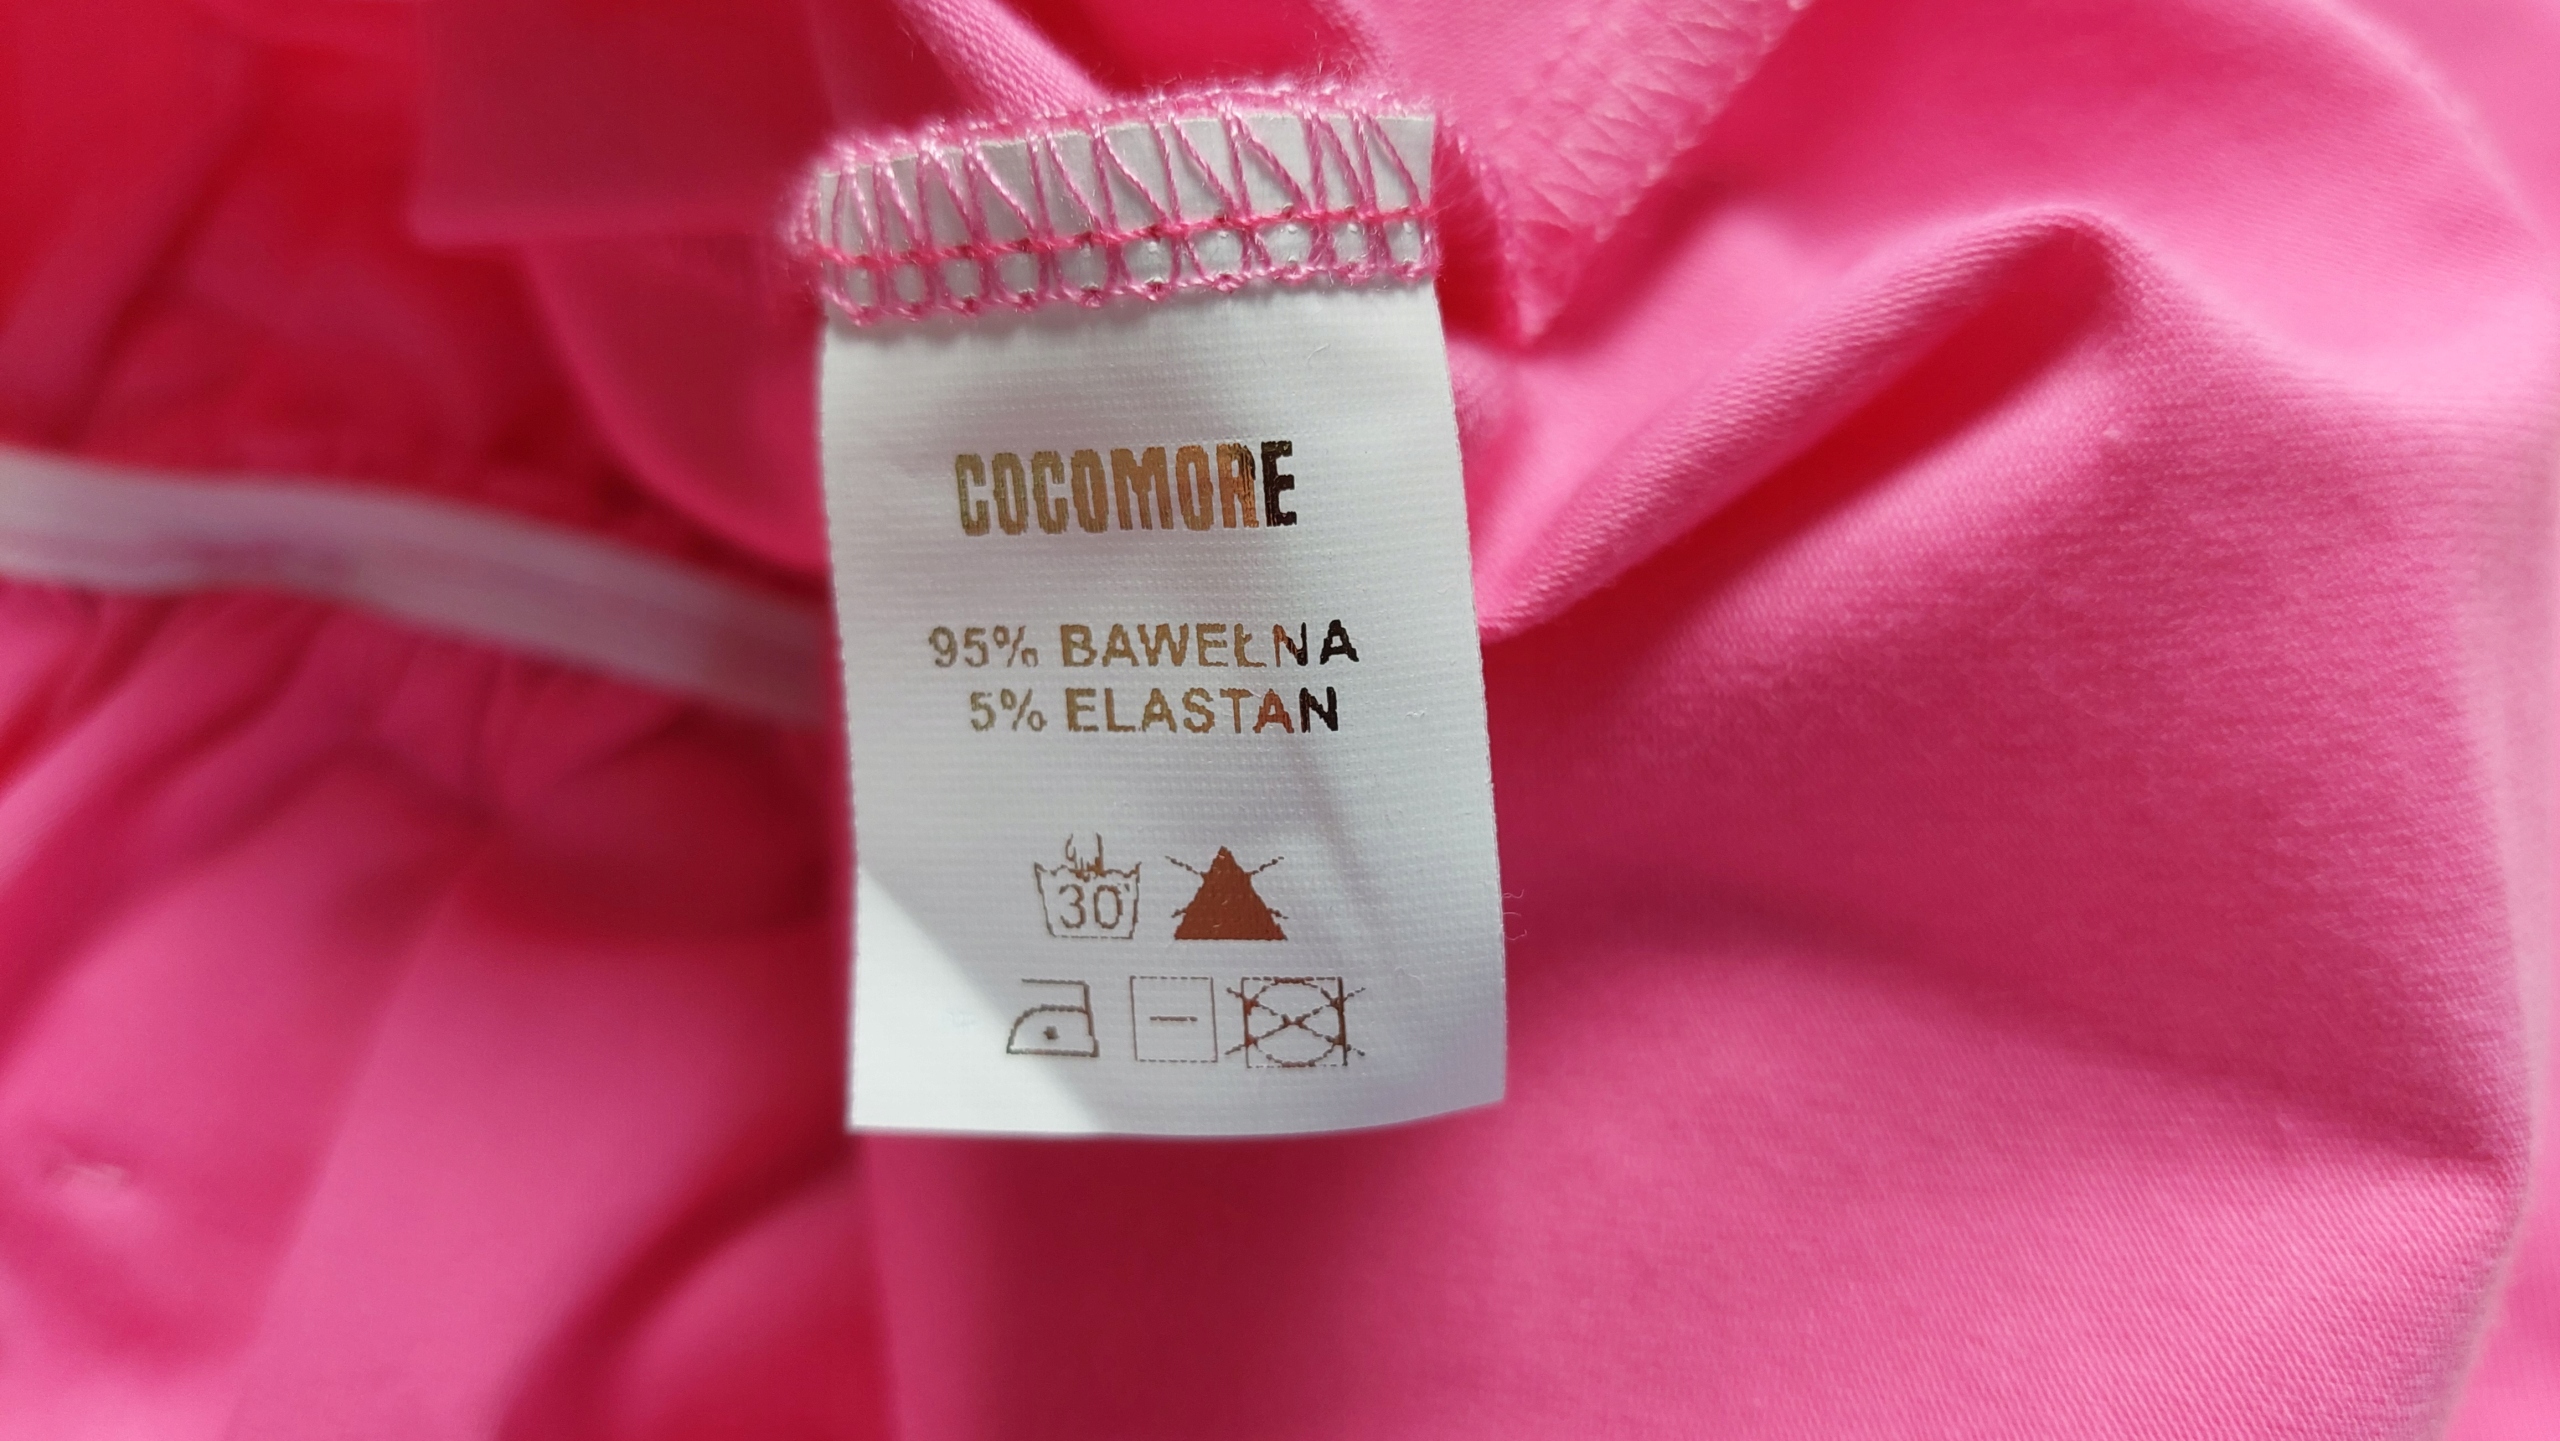 COCOMORE
95% BAWEŁNA
5% ELASTAN
30°